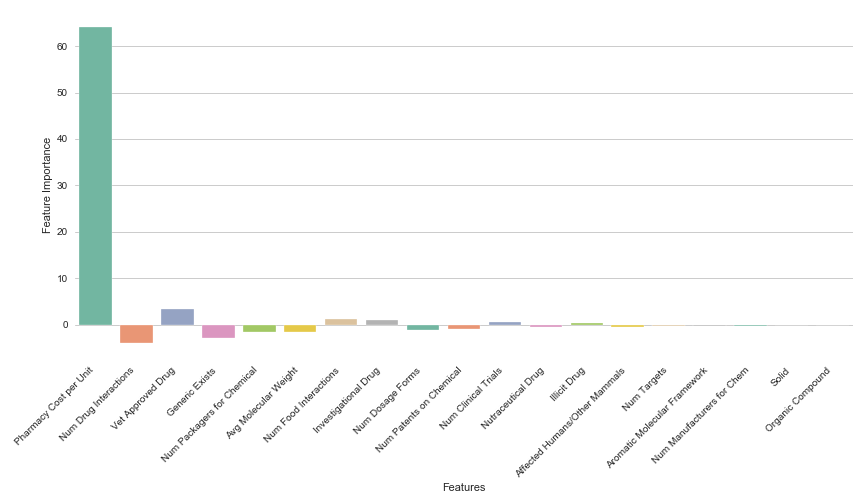 60
50
40
30
20
10
0
Feature Importance
Pharmacy Cost per Unit
Num Drug Interactions
Vet Approved Drug
Generic Exists
Num Packagers for Chemical
Avg Molecular Weight
Num Food Interactions
Investigational Drug
Num Dosage Forms
Num Patents on Chemical
Num Clinical Trials
Nutraceutical Drug
Illicit Drug
Affected Humans/Other Mammals
Num Targets
Aromatic Molecular Framework
Num Manufacturers for Chem
Solid
Organic Compound
Features